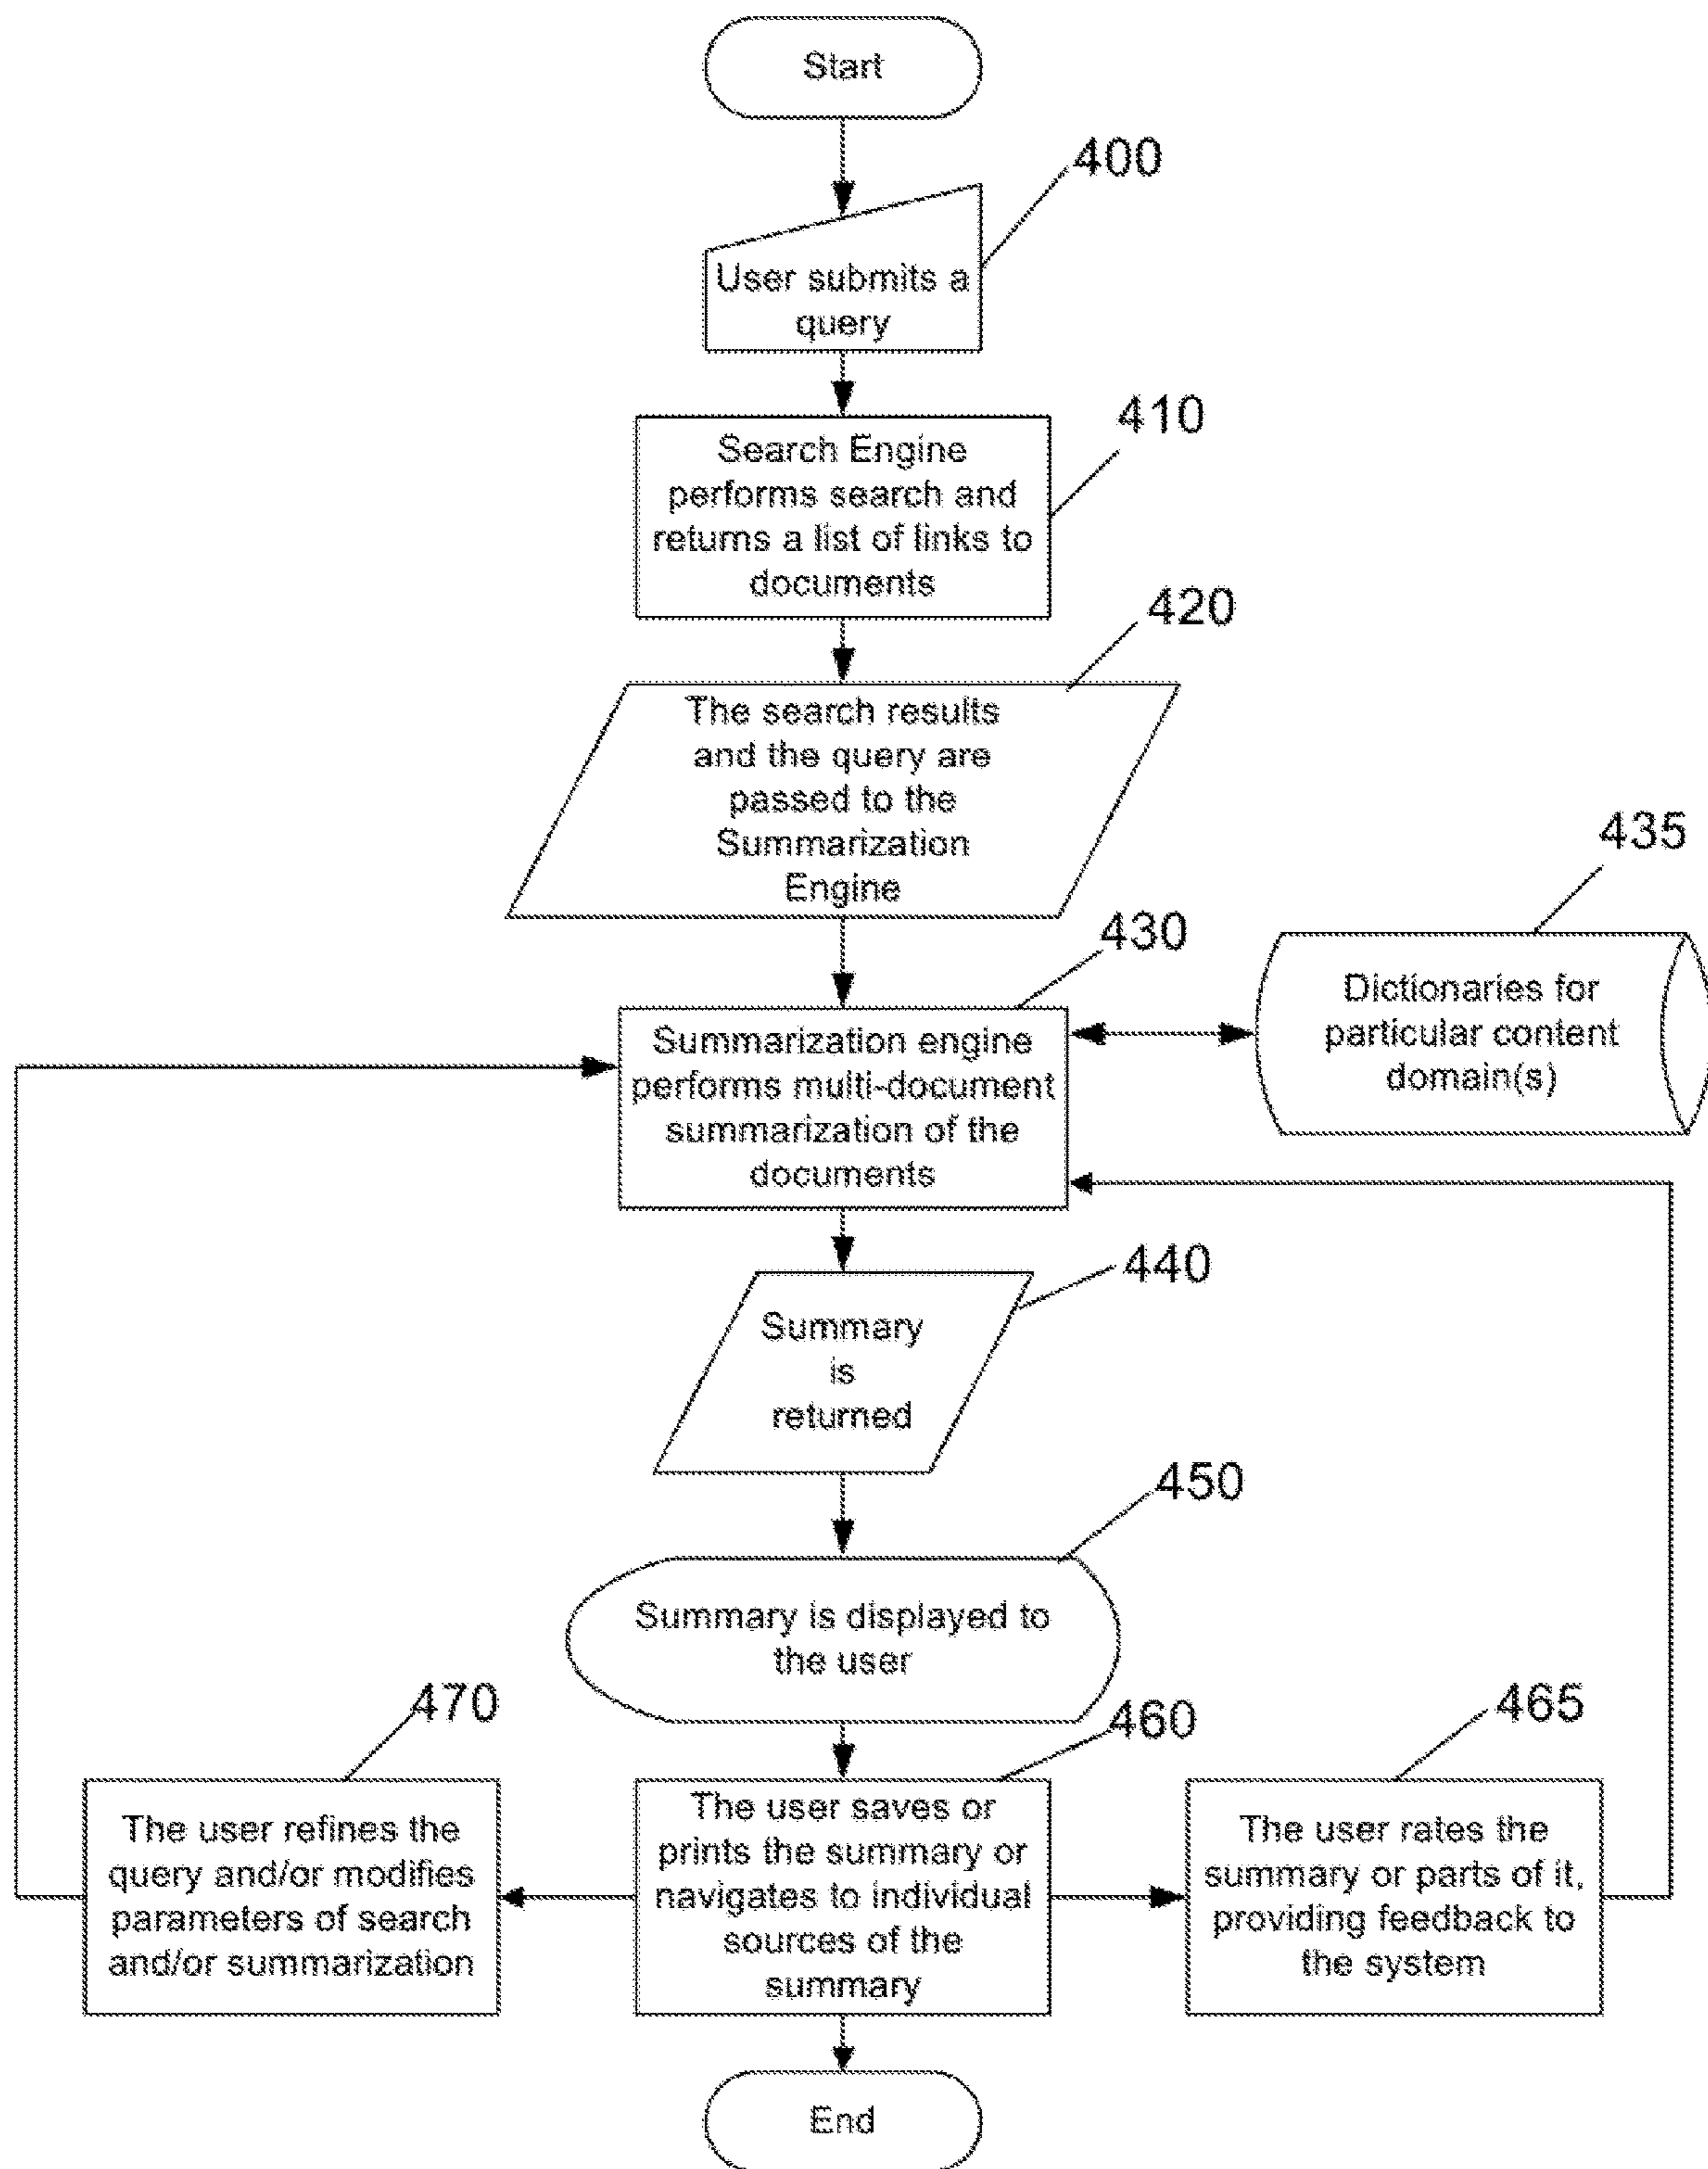 Start
400
User submits a
query
410
Search Engine
performs search and
returns a list of links to
documents
420
The search results
and the query are
passed to the
Summarization
Engine
435
430
Dictionaries for
particular content
domain(s)
Summarization engine
performs multi-document
summarization of the
documents
440
Summary
is
returned
450
Summary is displayed to
the user
470
460
465
The user refines the
query and/or modifies
parameters of search
and/or summarization
The user saves or
prints the summary or
navigates to individual
sources of the
summary
The user rates the
summary or parts of it,
providing feedback to
the system
End